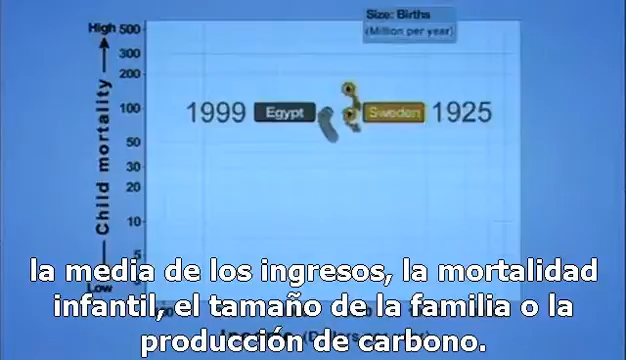 Size: Births
(Million per year)
High 500
300
200
100
50
30
20
10
5
Low
Child mortality
1999 Egypt Sweden 1925
la media de los ingresos, la mortalidad
infantil, el tamaño de la familia o la
producción de carbono.